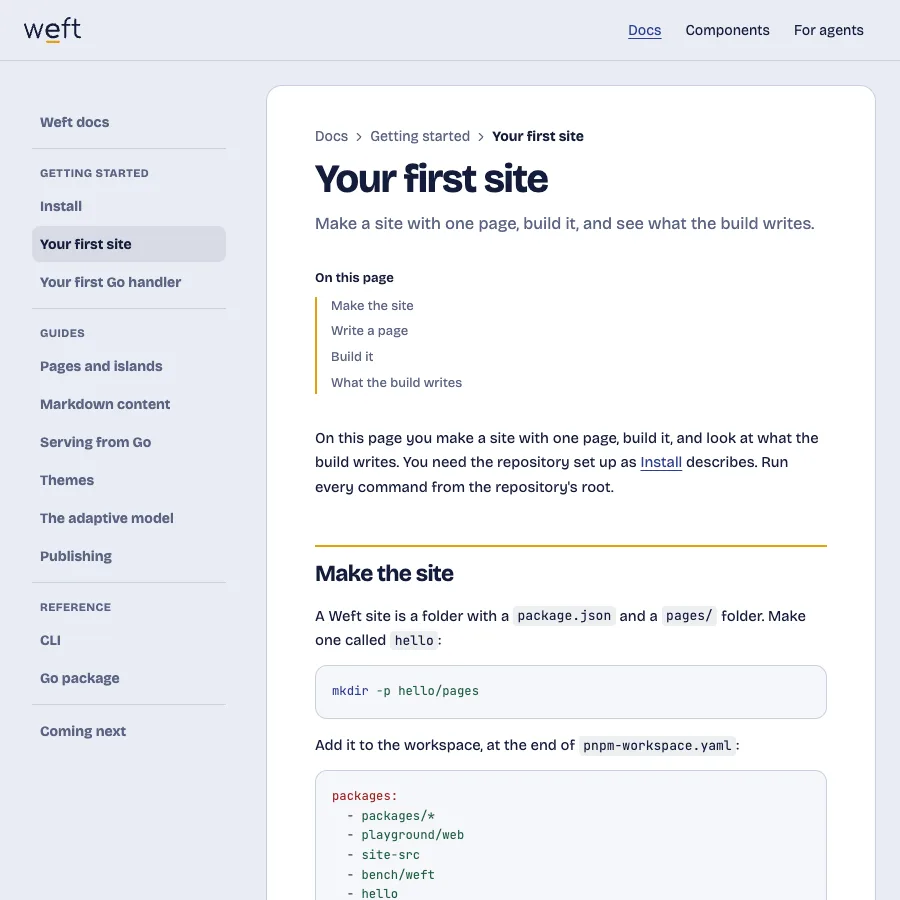 weft
Docs
Components
For agents
Weft docs
GETTING STARTED
Install
Your first site
Your first Go handler
GUIDES
Pages and islands
Markdown content
Serving from Go
Themes
The adaptive model
Publishing
REFERENCE
CLI
Go package
Coming next
Docs > Getting started > Your first site
Your first site
Make a site with one page, build it, and see what the build writes.
On this page
Make the site
Write a page
Build it
What the build writes
On this page you make a site with one page, build it, and look at what the
build writes. You need the repository set up as Install describes. Run
every command from the repository's root.
Make the site
A Weft site is a folder with a package.json and a pages/ folder. Make
one called hello:
mkdir -p hello/pages
Add it to the workspace, at the end of pnpm-workspace.yaml:
packages:
  - packages/*
  - playground/web
  - site-src
  - bench/weft
  - hello